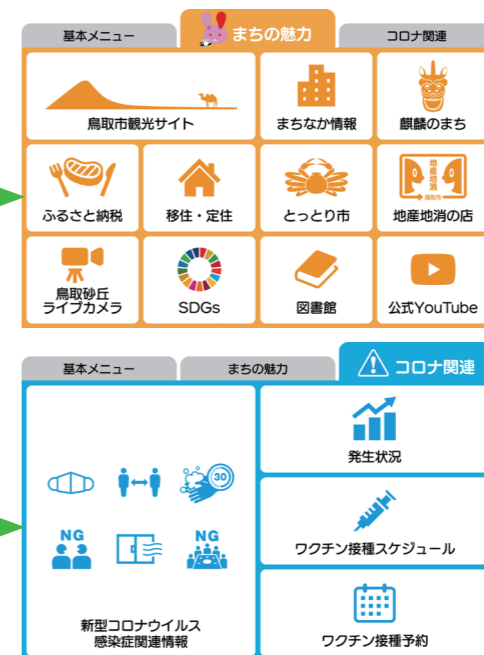 基本メニュー
まちの魅力
コロナ関連
鳥取市観光サイト
まちなか情報
麒麟のまち
地産地消
鳥取市
ふるさと納税
移住・定住
とっとり市
地産地消の店
鳥取砂丘
ライブカメラ
SDGs
図書館
公式YouTube
基本メニュー
まちの魅力
コロナ関連
発生状況
30
NG
NG
ワクチン接種スケジュール
新型コロナウイルス
感染症関連情報
ワクチン接種予約